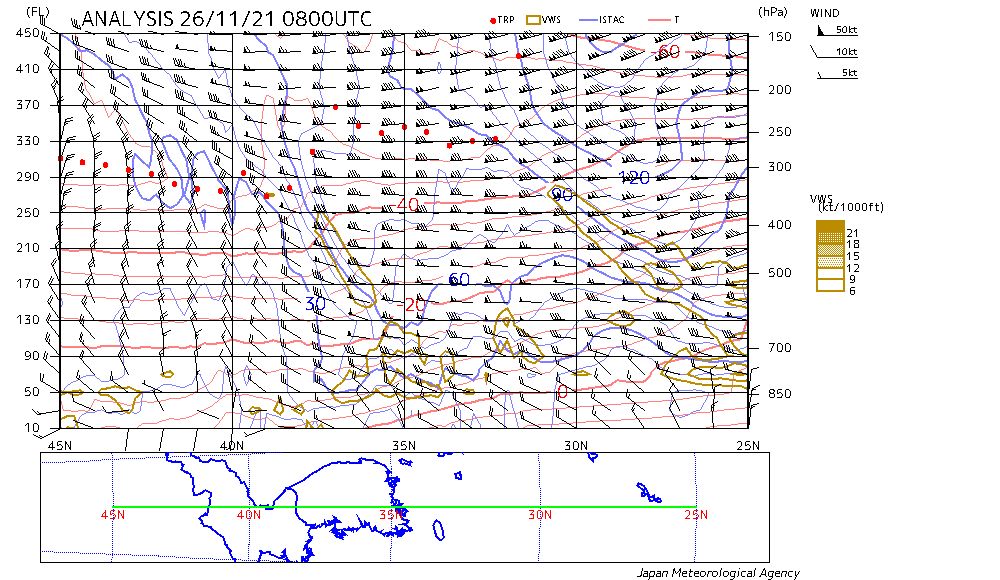 (FL) ANALYSIS 26/11/21 0800UTC TRP VWS ISTAC T (hPa) WIND
450 150 50kt
-60
410 10kt
5kt
370 200
330 250
290 120 300
90
250 -40 VWS
(kt/1000ft)
210 400
21
18
15
12
9
6
170 60 500
30 -20
130
90 700
50 0 850
10
45N 40N 35N 30N 25N
45N 40N 35N 30N 25N
Japan Meteorological Agency